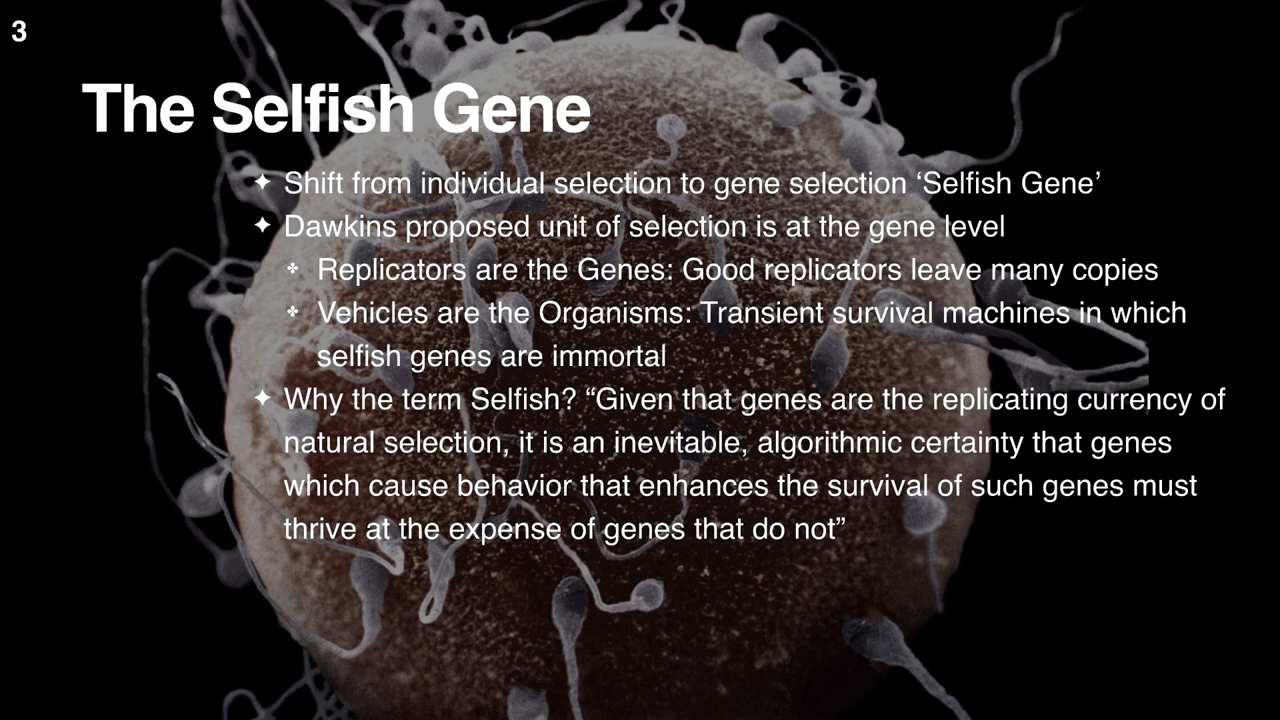 3
The Selfish Gene
✦ Shift from individual selection to gene selection ‘Selfish Gene’
✦ Dawkins proposed unit of selection is at the gene level
✤ Replicators are the Genes: Good replicators leave many copies
✤ Vehicles are the Organisms: Transient survival machines in which
selfish genes are immortal
✦ Why the term Selfish? “Given that genes are the replicating currency of
natural selection, it is an inevitable, algorithmic certainty that genes
which cause behavior that enhances the survival of such genes must
thrive at the expense of genes that do not”